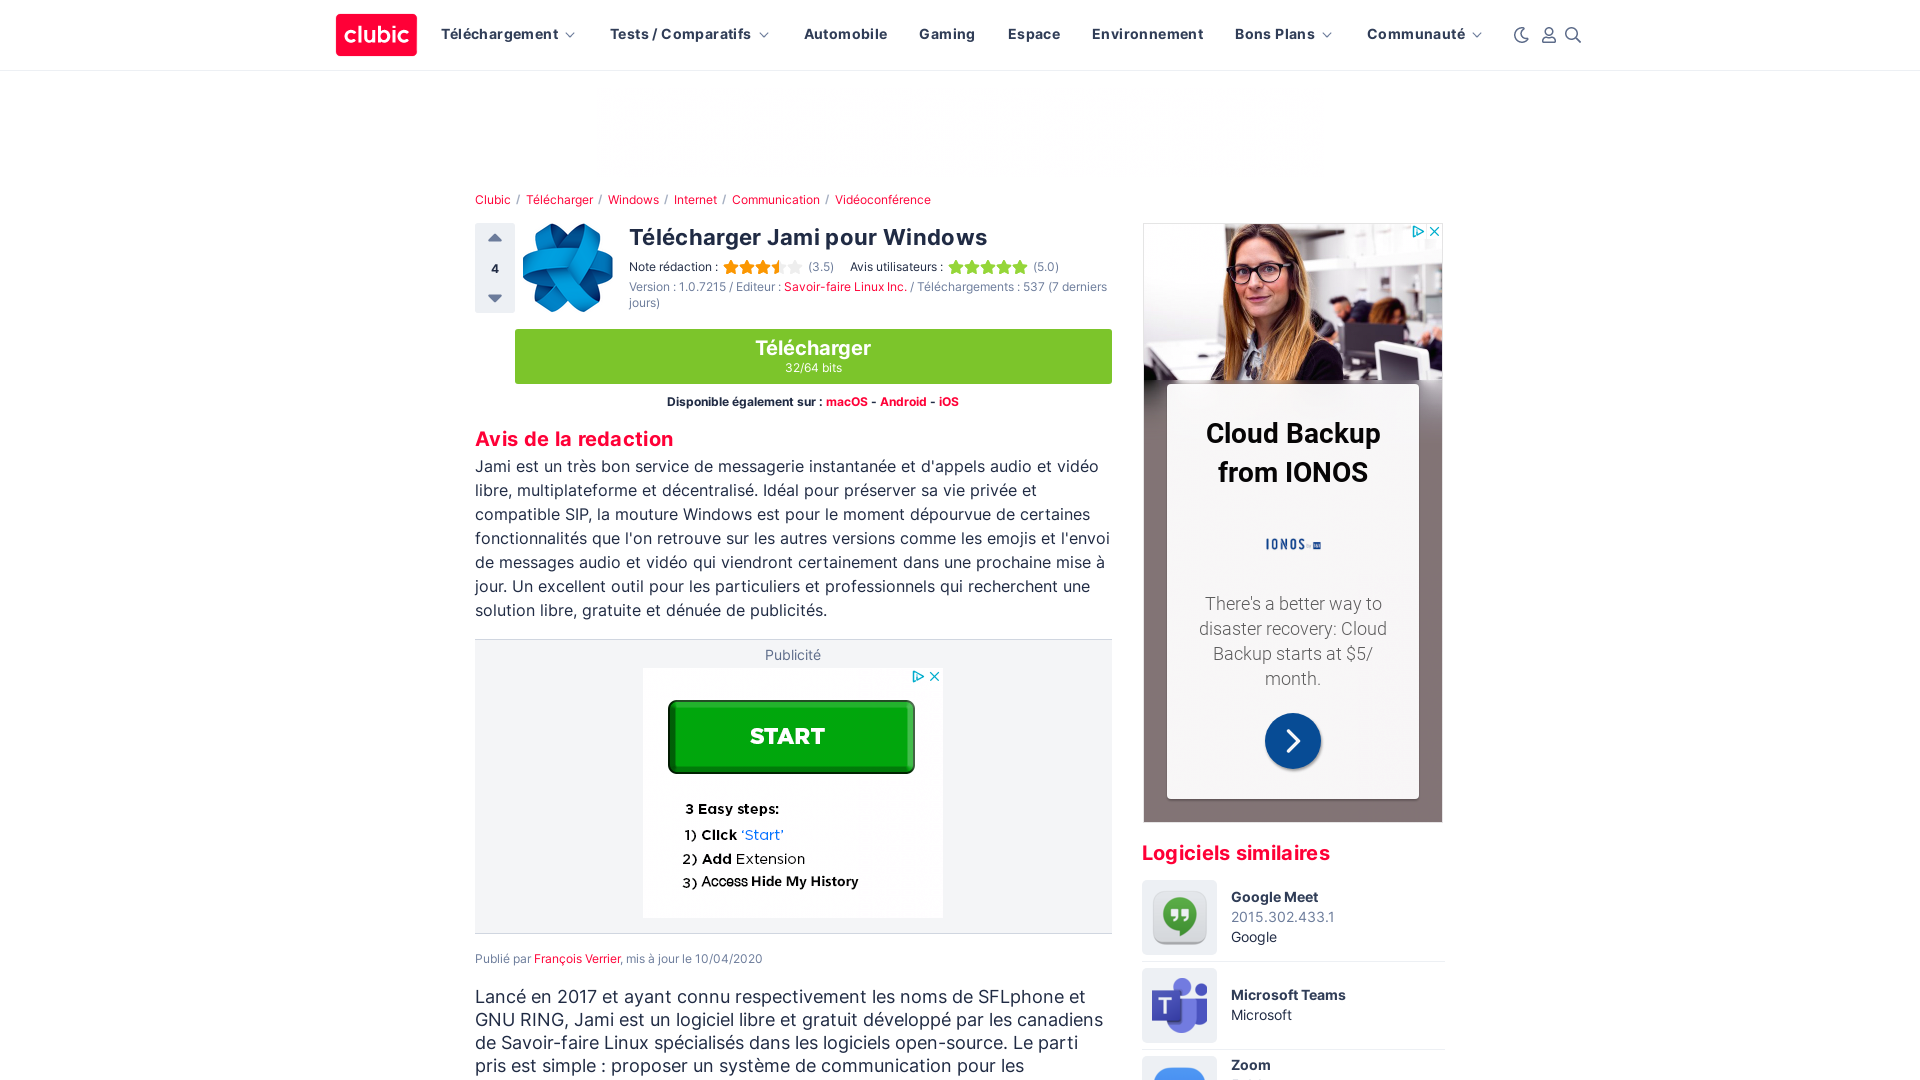 clubic
Téléchargement
Tests / Comparatifs
Automobile
Gaming
Espace
Environnement
Bons Plans
Communauté
Clubic / Télécharger / Windows / Internet / Communication / Vidéoconférence
4
Télécharger Jami pour Windows
Note rédaction : (3.5) Avis utilisateurs : (5.0)
Version : 1.0.7215 / Editeur : Savoir-faire Linux Inc. / Téléchargements : 537 (7 derniers
jours)
Télécharger
32/64 bits
Disponible également sur : macOS - Android - iOS
Avis de la redaction
Jami est un très bon service de messagerie instantanée et d'appels audio et vidéo
libre, multiplateforme et décentralisé. Idéal pour préserver sa vie privée et
compatible SIP, la mouture Windows est pour le moment dépourvue de certaines
fonctionnalités que l'on retrouve sur les autres versions comme les emojis et l'envoi
de messages audio et vidéo qui viendront certainement dans une prochaine mise à
jour. Un excellent outil pour les particuliers et professionnels qui recherchent une
solution libre, gratuite et dénuée de publicités.
Publicité
START
3 Easy steps:
1) Click ‘Start’
2) Add Extension
3) Access Hide My History
Publié par François Verrier, mis à jour le 10/04/2020
Lancé en 2017 et ayant connu respectivement les noms de SFLphone et
GNU RING, Jami est un logiciel libre et gratuit développé par les canadiens
de Savoir-faire Linux spécialisés dans les logiciels open-source. Le parti
pris est simple : proposer un système de communication pour les
Cloud Backup
from IONOS
IONOS
There's a better way to
disaster recovery: Cloud
Backup starts at $5/
month.
Logiciels similaires
Google Meet
2015.302.433.1
Google
T
Microsoft Teams
Microsoft
Zoom